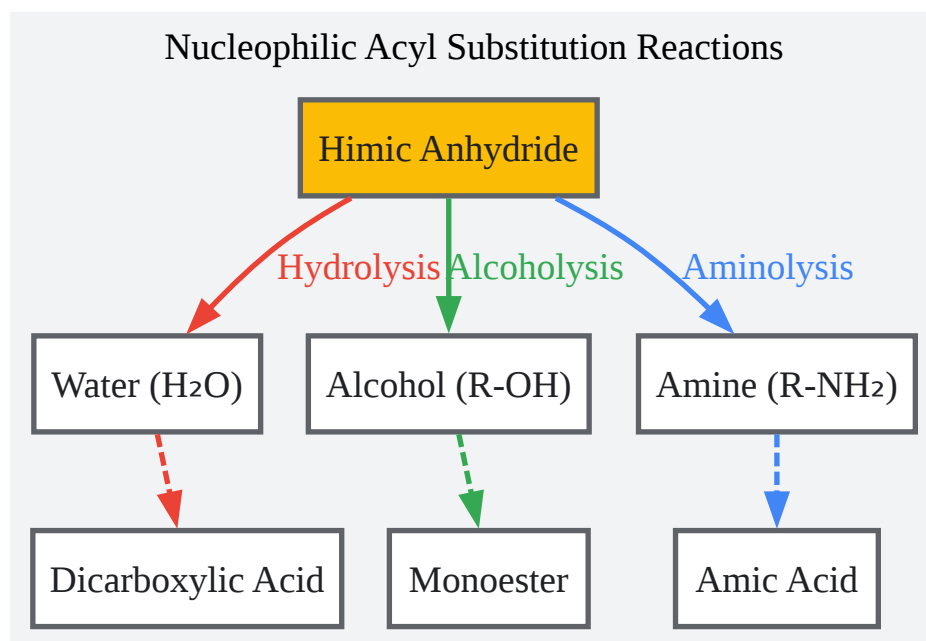 Nucleophilic Acyl Substitution Reactions
Himic Anhydride
Hydrolysis
Alcoholysis
Aminolysis
Water (H₂O)
Alcohol (R-OH)
Amine (R-NH₂)
Dicarboxylic Acid
Monoester
Amic Acid